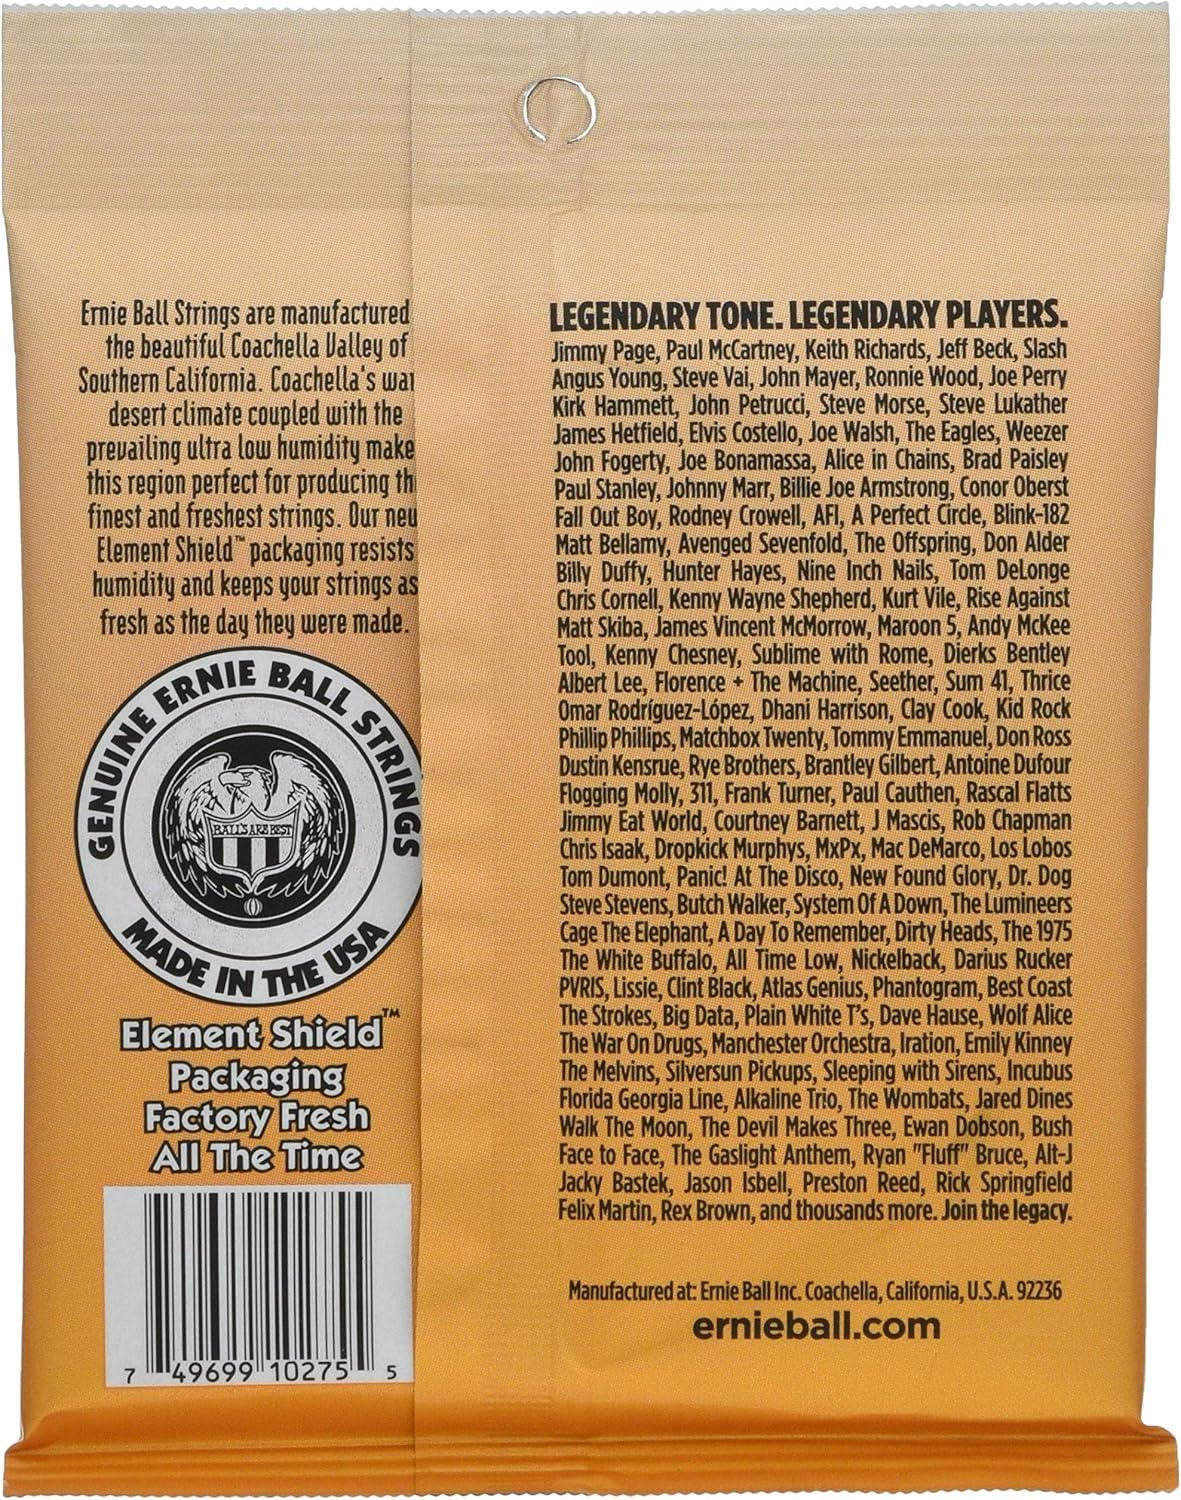 Ernie Ball Strings are manufactured
the beautiful Coachella Valley of
Southern California. Coachella's
desert climate coupled with the
prevailing ultra low humidity make
this region perfect for producing
finest and freshest strings. Our
Element Shield™ packaging resists
humidity and keeps your strings as
fresh as the day they were made.
GENUINE ERNIE BALL STRINGS
BALL'S ARE BEST
MADE IN THE USA
Element Shield™
Packaging
Factory Fresh
All The Time
7 49699 10275 5
LEGENDARY TONE. LEGENDARY PLAYERS.
Jimmy Page, Paul McCartney, Keith Richards, Jeff Beck, Slash
Angus Young, Steve Vai, John Mayer, Ronnie Wood, Joe Perry
Kirk Hammett, John Petrucci, Steve Morse, Steve Lukather
James Hetfield, Elvis Costello, Joe Walsh, The Eagles, Weezer
John Fogerty, Joe Bonamassa, Alice in Chains, Brad Paisley
Paul Stanley, Johnny Marr, Billie Joe Armstrong, Conor Oberst
Fall Out Boy, Rodney Crowell, AFI, A Perfect Circle, Blink-182
Matt Bellamy, Avenged Sevenfold, The Offspring, Don Alder
Billy Duffy, Hunter Hayes, Nine Inch Nails, Tom DeLonge
Chris Cornell, Kenny Wayne Shepherd, Kurt Vile, Rise Against
Matt Skiba, James Vincent McMorrow, Maroon 5, Andy McKee
Tool, Kenny Chesney, Sublime with Rome, Dierks Bentley
Albert Lee, Florence + The Machine, Seether, Sum 41, Thrice
Omar Rodríguez-López, Dhani Harrison, Clay Cook, Kid Rock
Phillip Phillips, Matchbox Twenty, Tommy Emmanuel, Don Ross
Dustin Kensrue, Rye Brothers, Brantley Gilbert, Antoine Dufour
Flogging Molly, 311, Frank Turner, Paul Cauthen, Rascal Flatts
Jimmy Eat World, Courtney Barnett, J Mascis, Rob Chapman
Chris Isaak, Dropkick Murphys, MxPx, Mac DeMarco, Los Lobos
Tom Dumont, Panic! At The Disco, New Found Glory, Dr. Dog
Steve Stevens, Butch Walker, System Of A Down, The Lumineers
Cage The Elephant, A Day To Remember, Dirty Heads, The 1975
The White Buffalo, All Time Low, Nickelback, Darius Rucker
PVRIS, Lissie, Clint Black, Atlas Genius, Phantogram, Best Coast
The Strokes, Big Data, Plain White T's, Dave Hause, Wolf Alice
The War On Drugs, Manchester Orchestra, Iration, Emily Kinney
The Melvins, Silversun Pickups, Sleeping with Sirens, Incubus
Florida Georgia Line, Alkaline Trio, The Wombats, Jared Dines
Walk The Moon, The Devil Makes Three, Ewan Dobson, Bush
Face to Face, The Gaslight Anthem, Ryan "Fluff" Bruce, Alt-J
Jacky Bastek, Jason Isbell, Preston Reed, Rick Springfield
Felix Martin, Rex Brown, and thousands more. Join the legacy.
Manufactured at: Ernie Ball Inc. Coachella, California, U.S.A. 92236
ernieball.com